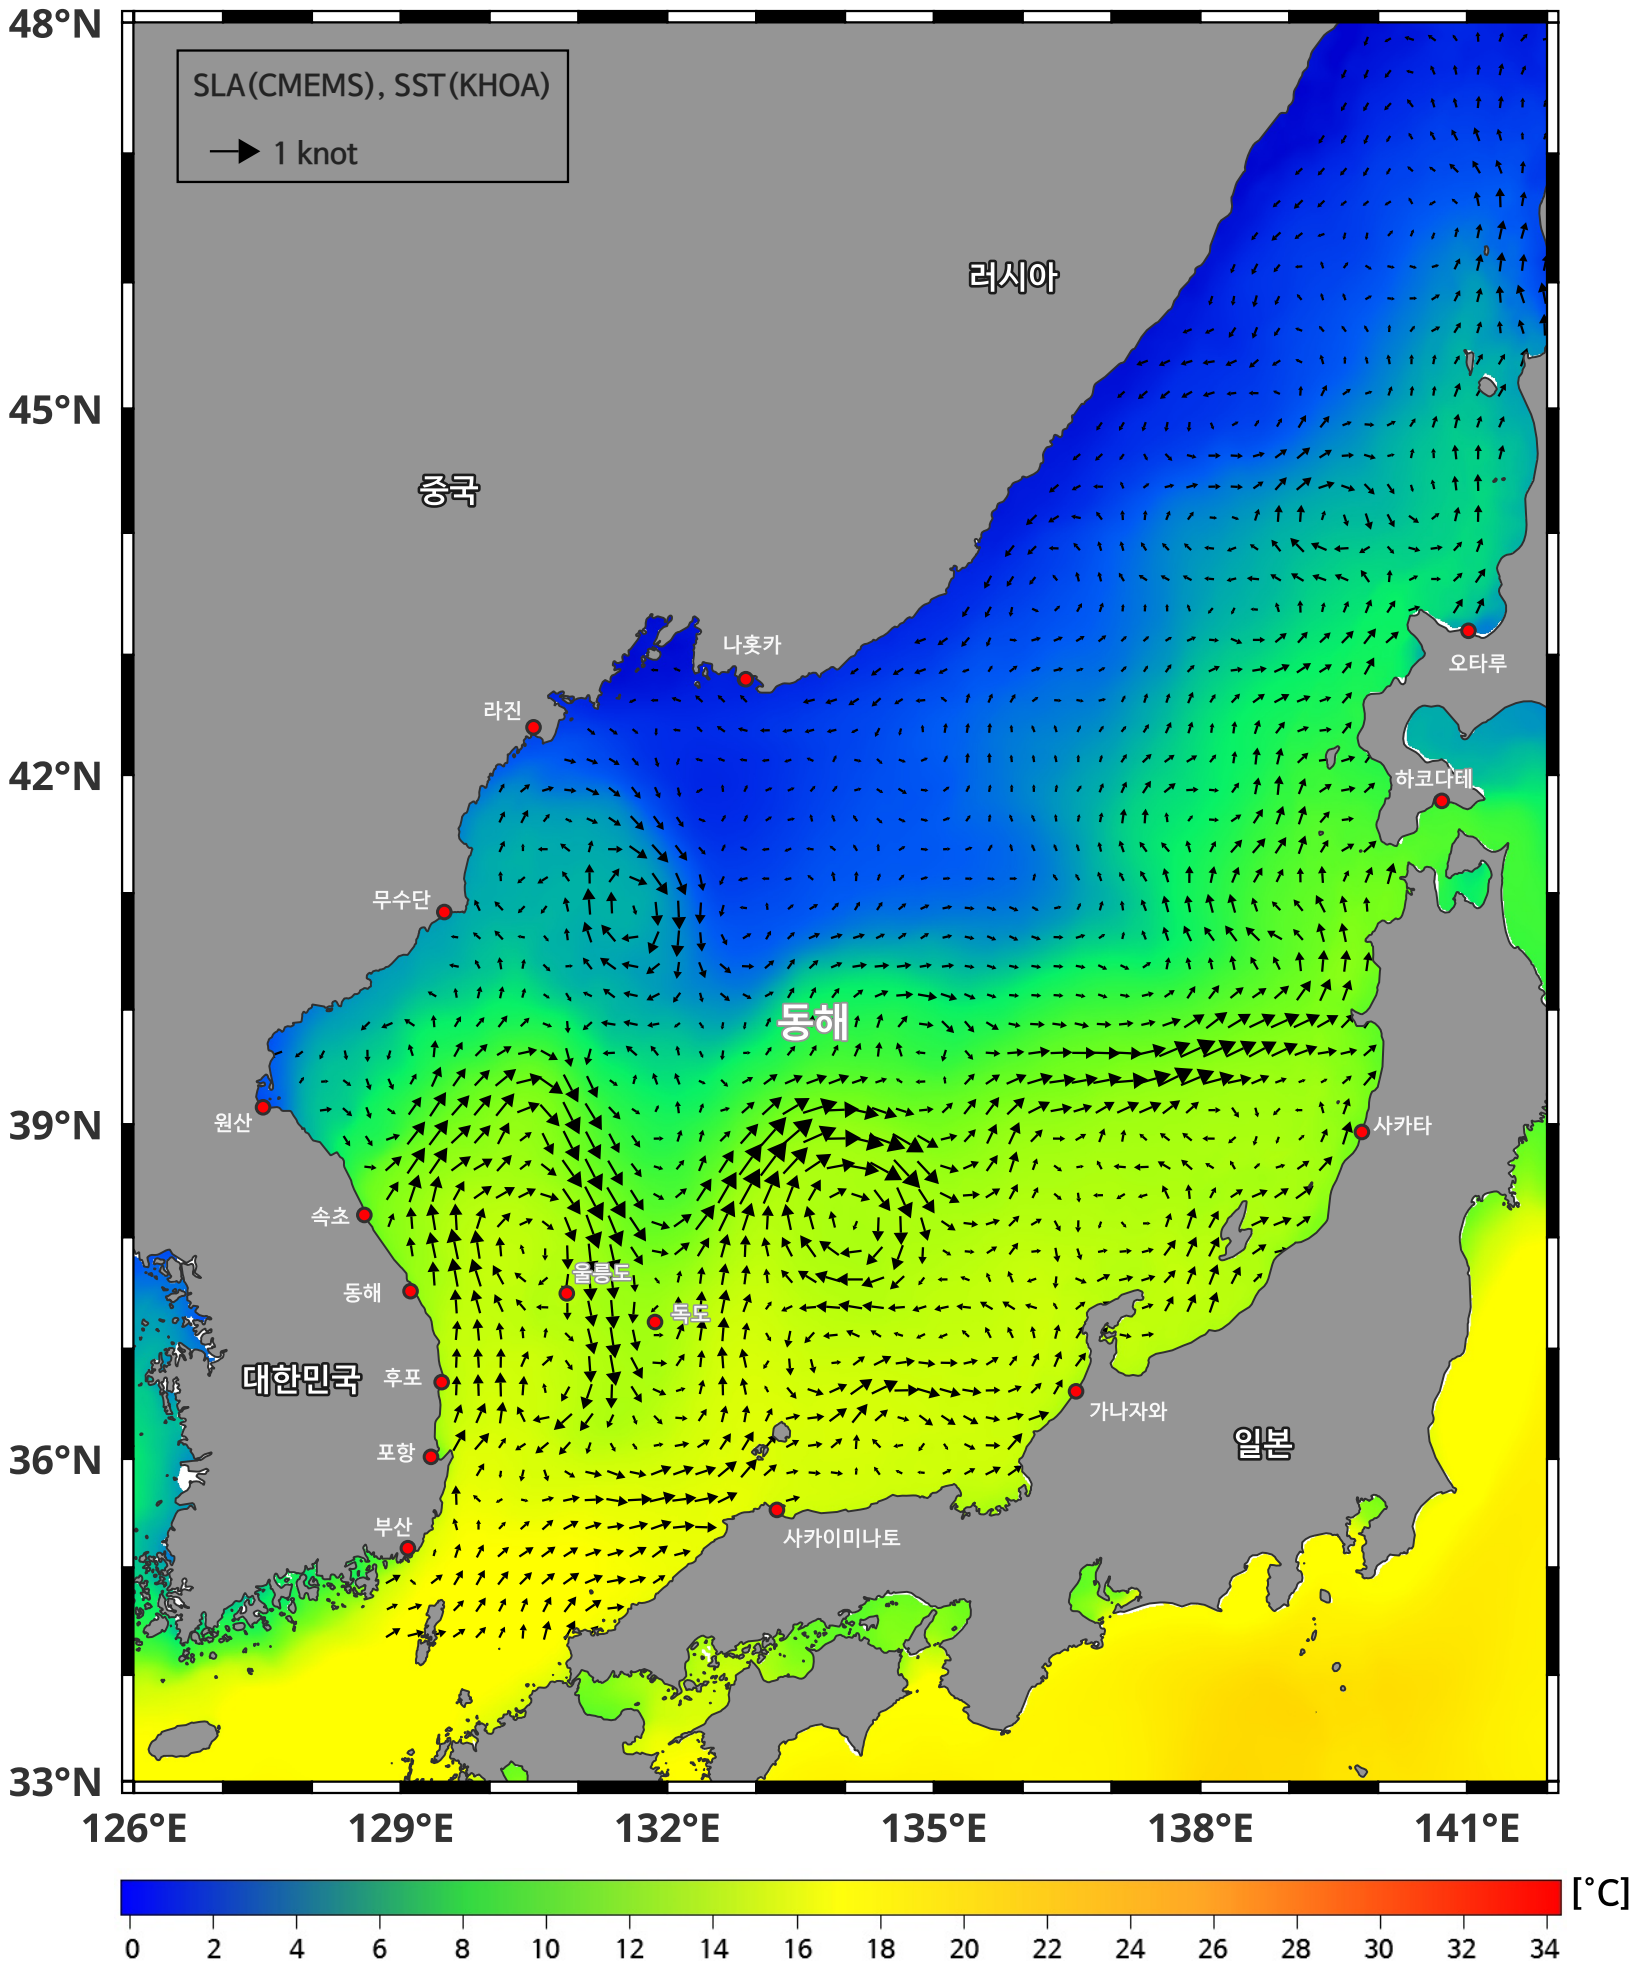 48°N
SLA(CMEMS), SST(KHOA)
1 knot
러시아
45°N
중국
나홋카
오타루
라진
42°N
하코다테
무수단
동해
39°N
원산
사카타
속초
울릉도
동해
독도
대한민국
후포
가나자와
일본
36°N
포항
부산
사카이미나토
33°N
126°E 129°E 132°E 135°E 138°E 141°E
[°C]
0 2 4 6 8 10 12 14 16 18 20 22 24 26 28 30 32 34